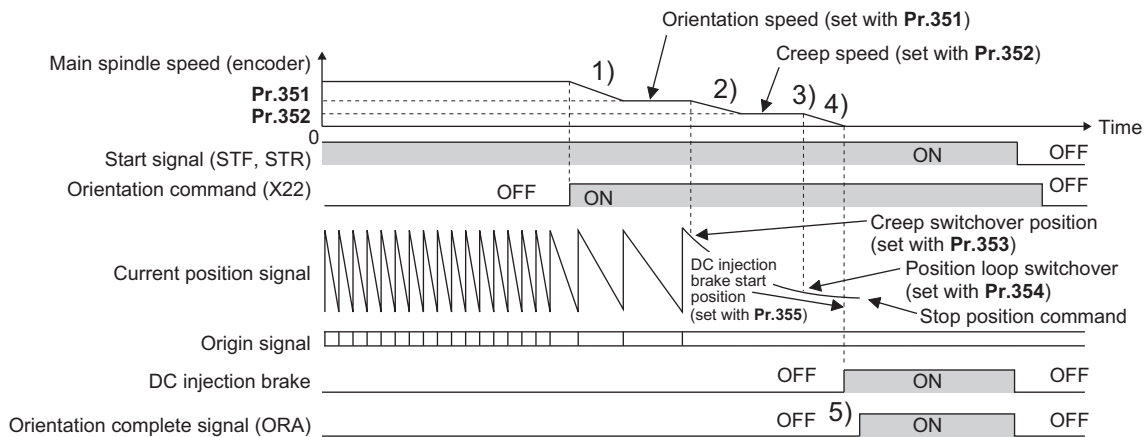 Orientation speed (set with Pr.351)
Creep speed (set with Pr.352)
Main spindle speed (encoder)
1)
2)
3)
4)
Pr.351
Pr.352
0
Time
Start signal (STF, STR)
ON
OFF
Orientation command (X22)
OFF
ON
OFF
Creep switchover position
(set with Pr.353)
Current position signal
DC injection
brake start
position
(set with Pr.355)
Position loop switchover
(set with Pr.354)
Stop position command
Origin signal
DC injection brake
OFF
ON
OFF
Orientation complete signal (ORA)
OFF
5)
ON
OFF